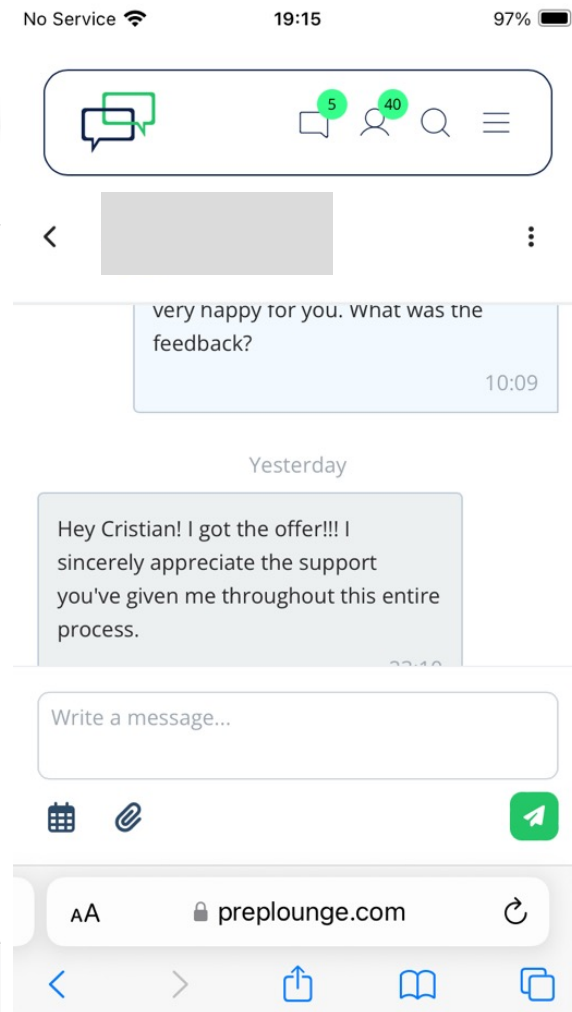 No Service
19:15
97%
5
40
very happy for you. What was the
feedback?
10:09
Yesterday
Hey Cristian! I got the offer!!! I
sincerely appreciate the support
you've given me throughout this entire
process.
Write a message...
AA
preplounge.com